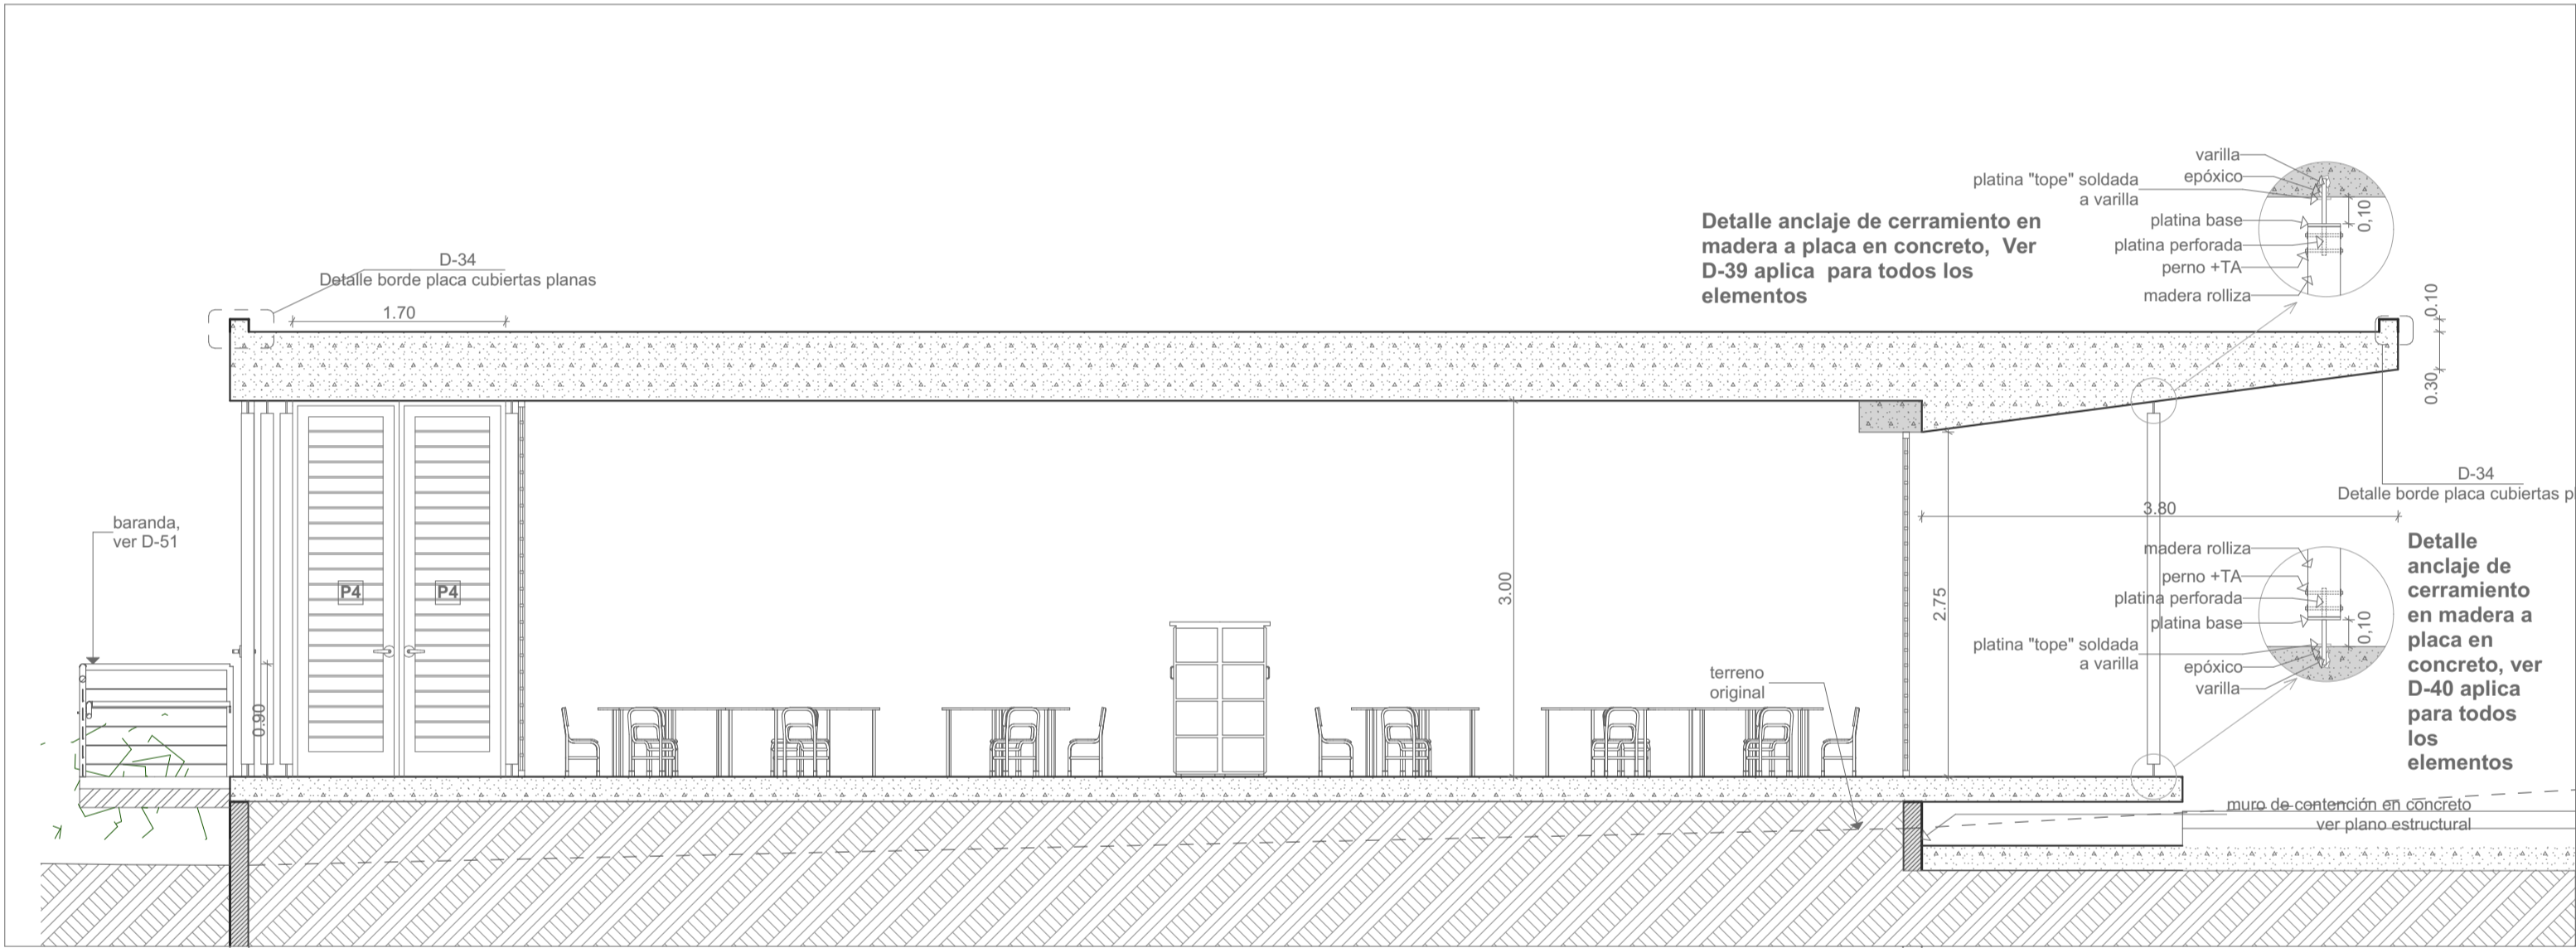 varilla
epóxico
platina "tope" soldada
a varilla
platina base
platina perforada
perno +TA
madera rolliza
0,10
Detalle anclaje de cerramiento en
madera a placa en concreto, Ver
D-39 aplica para todos los
elementos
D-34
Detalle borde placa cubiertas planas
1.70
0.10
0.30
D-34
Detalle borde placa cubiertas pl
3.80
baranda,
ver D-51
P4
P4
3.00
2.75
0.90
madera rolliza
perno +TA
platina perforada
platina base
platina "tope" soldada
a varilla
epóxico
varilla
0,10
Detalle
anclaje de
cerramiento
en madera a
placa en
concreto, ver
D-40 aplica
para todos
los
elementos
terreno
original
muro de contención en concreto
ver plano estructural